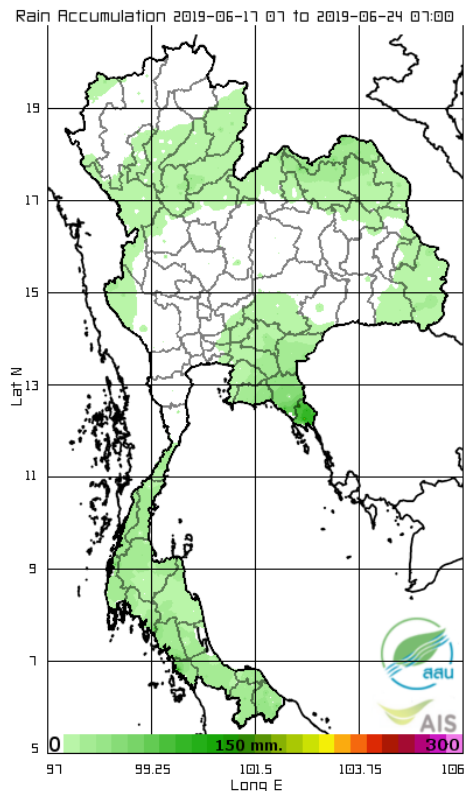 Rain Accumulation 2019-06-17 07 to 2019-06-24 07:00
19
17
15
Lat N
13
11
9
7
สสน
AIS
5
0 150 mm. 300
97 99.25 101.5 103.75 106
Long E